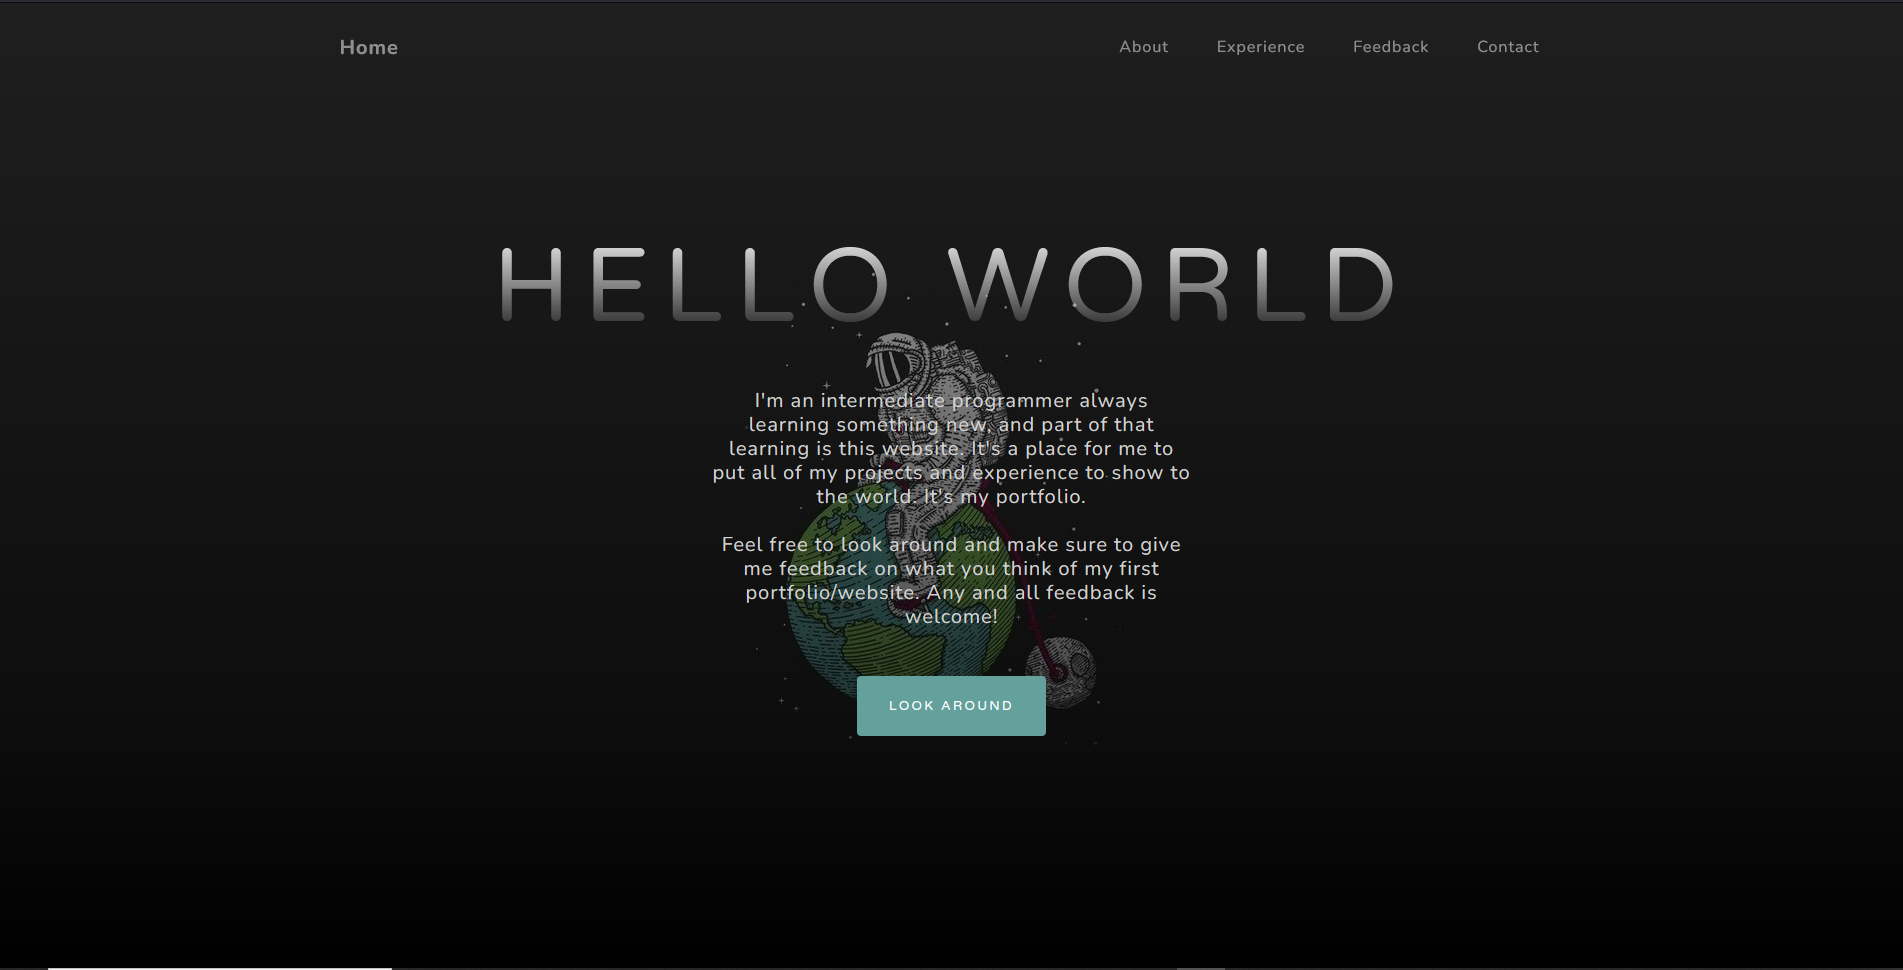 Home
About Experience Feedback Contact
HELLO WORLD
I'm an intermediate programmer always
learning something new, and part of that
learning is this website. It's a place for me to
put all of my projects and experience to show to
the world. It's my portfolio.
Feel free to look around and make sure to give
me feedback on what you think of my first
portfolio/website. Any and all feedback is
welcome!
LOOK AROUND